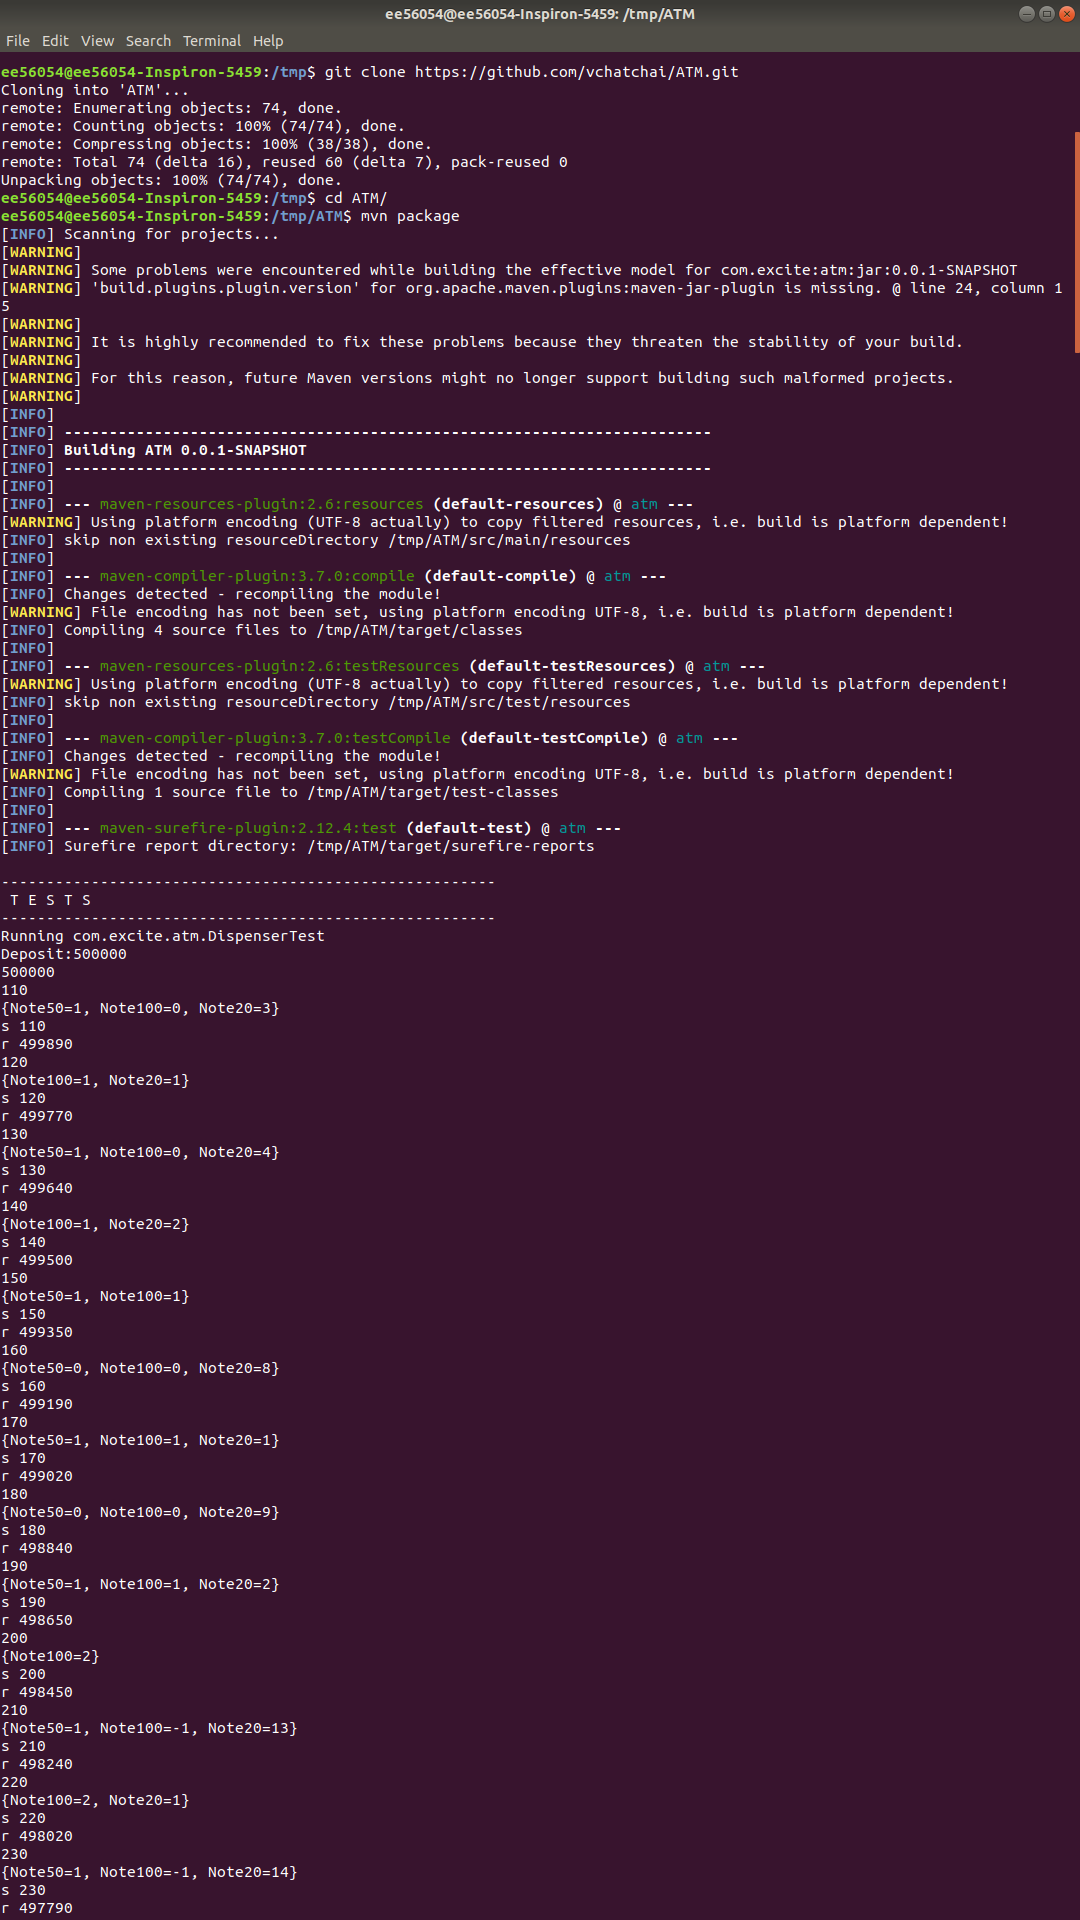 ee56054@ee56054-Inspiron-5459: /tmp/ATM
File Edit View Search Terminal Help
ee56054@ee56054-Inspiron-5459:/tmp$ git clone https://github.com/vchatchai/ATM.git
Cloning into 'ATM'...
remote: Enumerating objects: 74, done.
remote: Counting objects: 100% (74/74), done.
remote: Compressing objects: 100% (38/38), done.
remote: Total 74 (delta 16), reused 60 (delta 7), pack-reused 0
Unpacking objects: 100% (74/74), done.
ee56054@ee56054-Inspiron-5459:/tmp$ cd ATM/
ee56054@ee56054-Inspiron-5459:/tmp/ATM$ mvn package
[INFO] Scanning for projects...
[WARNING]
[WARNING] Some problems were encountered while building the effective model for com.excite:atm:jar:0.0.1-SNAPSHOT
[WARNING] 'build.plugins.plugin.version' for org.apache.maven.plugins:maven-jar-plugin is missing. @ line 24, column 1
5
[WARNING]
[WARNING] It is highly recommended to fix these problems because they threaten the stability of your build.
[WARNING]
[WARNING] For this reason, future Maven versions might no longer support building such malformed projects.
[WARNING]
[INFO]
[INFO] ------------------------------------------------------------------------
[INFO] Building ATM 0.0.1-SNAPSHOT
[INFO] ------------------------------------------------------------------------
[INFO]
[INFO] --- maven-resources-plugin:2.6:resources (default-resources) @ atm ---
[WARNING] Using platform encoding (UTF-8 actually) to copy filtered resources, i.e. build is platform dependent!
[INFO] skip non existing resourceDirectory /tmp/ATM/src/main/resources
[INFO]
[INFO] --- maven-compiler-plugin:3.7.0:compile (default-compile) @ atm ---
[INFO] Changes detected - recompiling the module!
[WARNING] File encoding has not been set, using platform encoding UTF-8, i.e. build is platform dependent!
[INFO] Compiling 4 source files to /tmp/ATM/target/classes
[INFO]
[INFO] --- maven-resources-plugin:2.6:testResources (default-testResources) @ atm ---
[WARNING] Using platform encoding (UTF-8 actually) to copy filtered resources, i.e. build is platform dependent!
[INFO] skip non existing resourceDirectory /tmp/ATM/src/test/resources
[INFO]
[INFO] --- maven-compiler-plugin:3.7.0:testCompile (default-testCompile) @ atm ---
[INFO] Changes detected - recompiling the module!
[WARNING] File encoding has not been set, using platform encoding UTF-8, i.e. build is platform dependent!
[INFO] Compiling 1 source file to /tmp/ATM/target/test-classes
[INFO]
[INFO] --- maven-surefire-plugin:2.12.4:test (default-test) @ atm ---
[INFO] Surefire report directory: /tmp/ATM/target/surefire-reports
-------------------------------------------------------
T E S T S
-------------------------------------------------------
Running com.excite.atm.DispenserTest
Deposit:500000
500000
110
{Note50=1, Note100=0, Note20=3}
s 110
r 499890
120
{Note100=1, Note20=1}
s 120
r 499770
130
{Note50=1, Note100=0, Note20=4}
s 130
r 499640
140
{Note100=1, Note20=2}
s 140
r 499500
150
{Note50=1, Note100=1}
s 150
r 499350
160
{Note50=0, Note100=0, Note20=8}
s 160
r 499190
170
{Note50=1, Note100=1, Note20=1}
s 170
r 499020
180
{Note50=0, Note100=0, Note20=9}
s 180
r 498840
190
{Note50=1, Note100=1, Note20=2}
s 190
r 498650
200
{Note100=2}
s 200
r 498450
210
{Note50=1, Note100=-1, Note20=13}
s 210
r 498240
220
{Note100=2, Note20=1}
s 220
r 498020
230
{Note50=1, Note100=-1, Note20=14}
s 230
r 497790